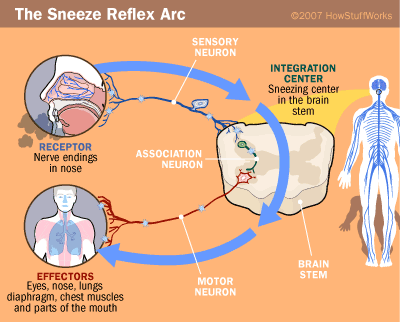 The Sneeze Reflex Arc
©2007 HowStuffWorks
SENSORY
NEURON
INTEGRATION
CENTER
Sneezing center
in the brain
stem
RECEPTOR
Nerve endings
in nose
ASSOCIATION
NEURON
EFFECTORS
Eyes, nose, lungs
diaphragm, chest muscles
and parts of the mouth
MOTOR
NEURON
BRAIN
STEM